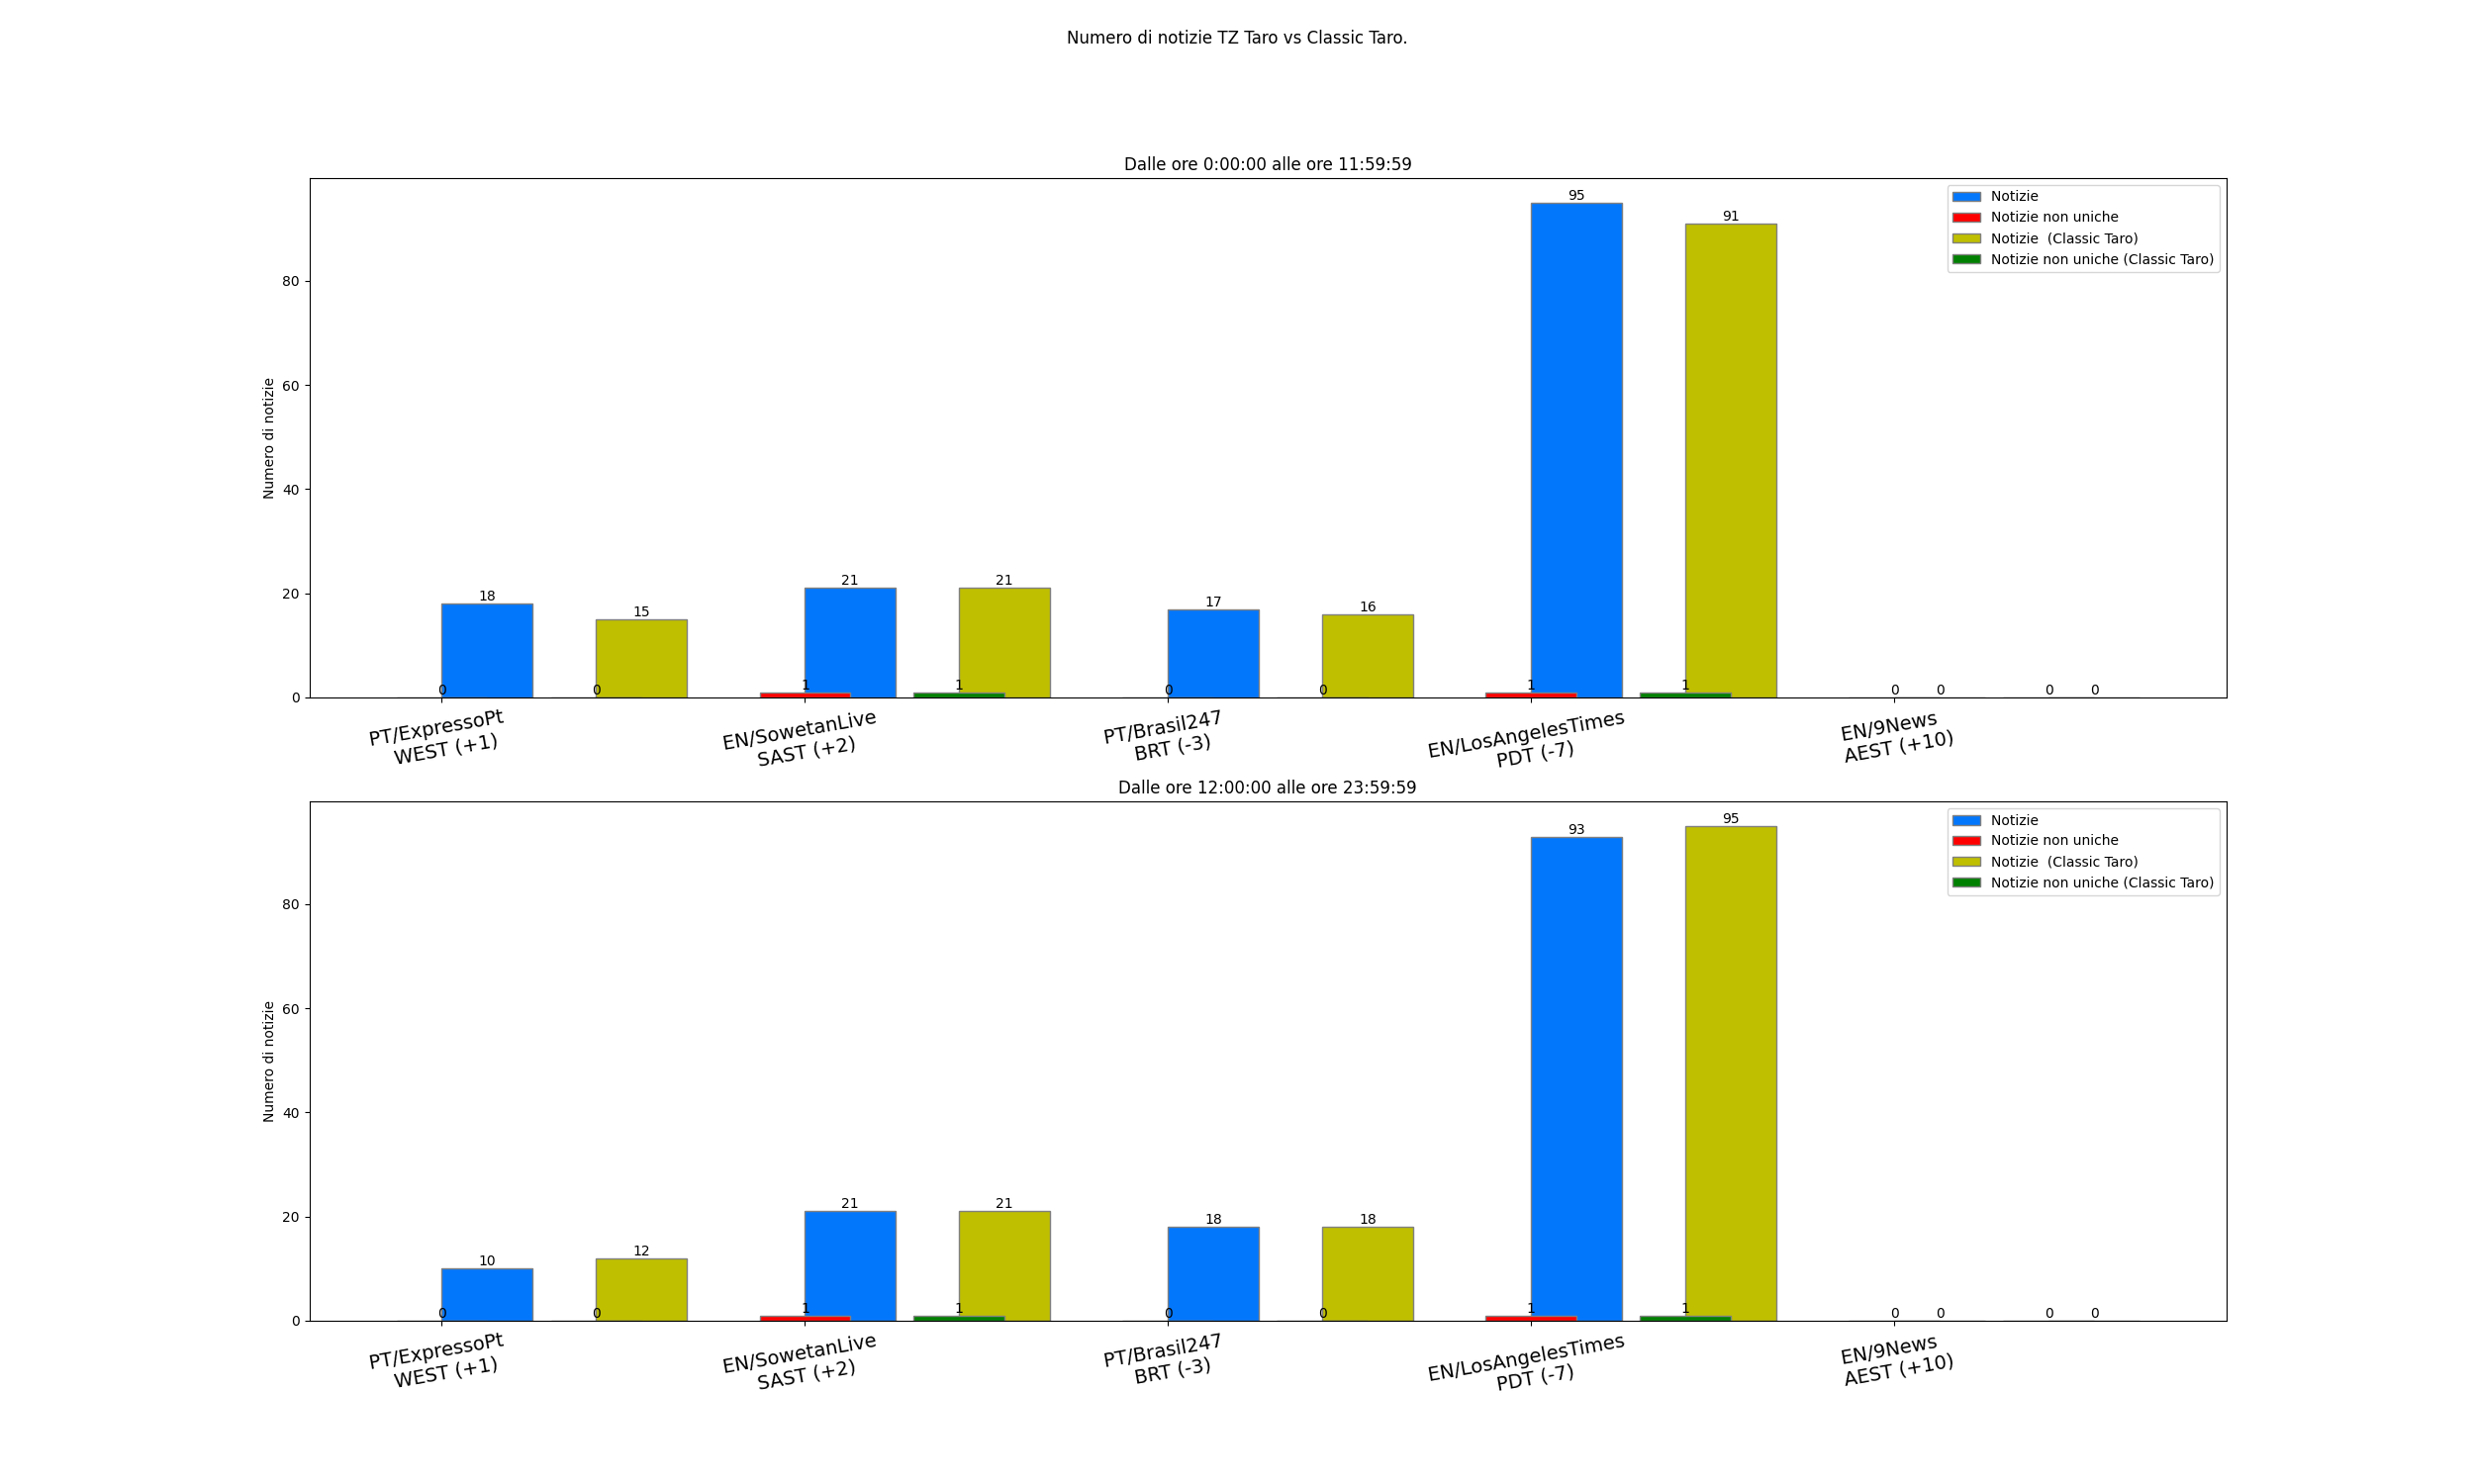 Numero di notizie TZ Taro vs Classic Taro.
Dalle ore 0:00:00 alle ore 11:59:59
Numero di notizie
80
60
40
20
0
Notizie
Notizie non uniche
Notizie  (Classic Taro)
Notizie non uniche (Classic Taro)
18
15
21
21
17
16
95
91
0
0
1
1
0
0
1
1
0
0
0
0
PT/ExpressoPt
WEST (+1)
EN/SowetanLive
SAST (+2)
PT/Brasil247
BRT (-3)
EN/LosAngelesTimes
PDT (-7)
EN/9News
AEST (+10)
Dalle ore 12:00:00 alle ore 23:59:59
Numero di notizie
80
60
40
20
0
Notizie
Notizie non uniche
Notizie  (Classic Taro)
Notizie non uniche (Classic Taro)
10
12
21
21
18
18
93
95
0
0
1
1
0
0
1
1
0
0
0
0
PT/ExpressoPt
WEST (+1)
EN/SowetanLive
SAST (+2)
PT/Brasil247
BRT (-3)
EN/LosAngelesTimes
PDT (-7)
EN/9News
AEST (+10)